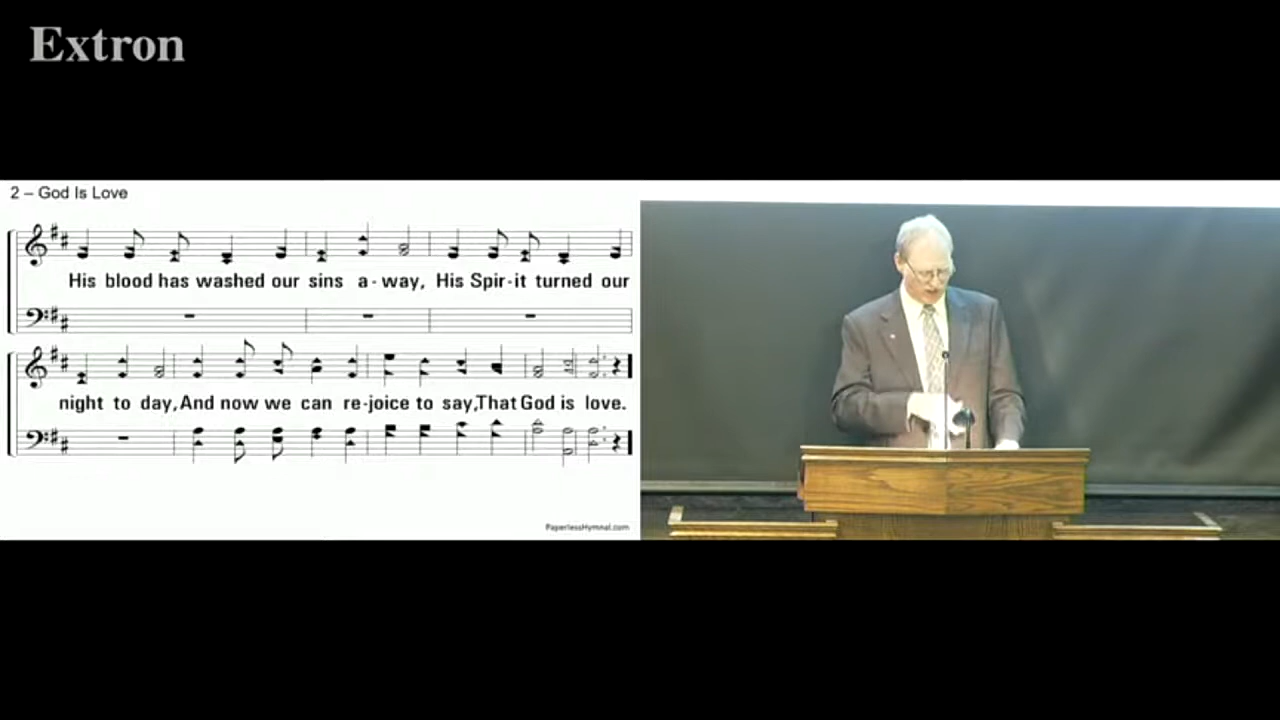 Extron
2 – God Is Love
His blood has washed our sins a - way, His Spir - it turned our
night to day, And now we can re - joice to say, That God is love.
PaperlessHymnal.com